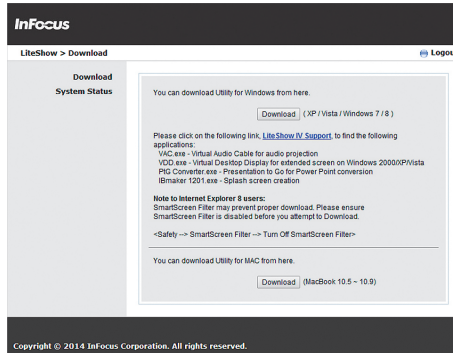 InFocus
LiteShow > Download
Logou
Download
System Status
You can download Utility for Windows from here.
Download ( XP / Vista / Windows 7 / 8 )
Please click on the following link, LiteShow IV Support, to find the following
applications:
VAC.exe - Virtual Audio Cable for audio projection
VDD.exe - Virtual Desktop Display for extended screen on Windows 2000/XP/Vista
PtG Converter.exe - Presentation to Go for Power Point conversion
IBmaker 1201.exe - Splash screen creation
Note to Internet Explorer 8 users:
SmartScreen Filter may prevent proper download. Please ensure
SmartScreen Filter is disabled before you attempt to Download.
<Safety --> SmartScreen Filter --> Turn Off SmartScreen Filter>
You can download Utility for MAC from here.
Download (MacBook 10.5 ~ 10.9)
Copyright © 2014 InFocus Corporation. All rights reserved.